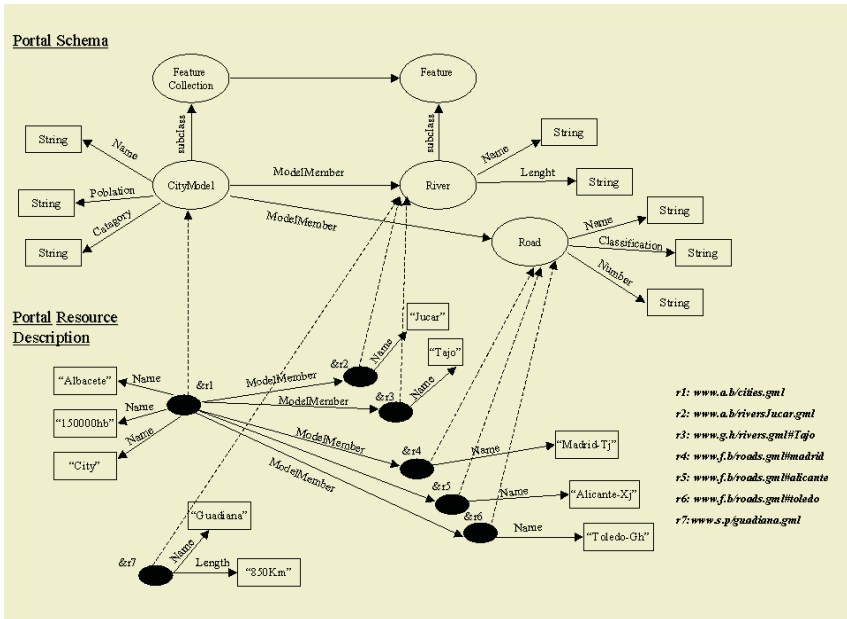 Portal Schema
Feature
Collection
Feature
subclass
subclass
String
Name
String
Poblation
String
Catagory
CityModel
ModelMember
River
Name
String
Lenght
String
ModelMember
Road
Name
String
Classification
String
Number
String
Portal Resource
Description
"Albacete"
Name
"150000hb"
Name
"City"
Name
&r1
ModelMember
&r2
Name
"Jucar"
ModelMember
&r3
Name
"Tajo"
ModelMember
&r4
Name
"Madrid-Tj"
&r5
Name
"Alicante-Xj"
ModelMember
&r6
Name
"Toledo-Gh"
"Guadiana"
Name
&r7
Length
"850Km"
r1: www.a.b/cities.gml
r2: www.a.b/riversJucar.gml
r3: www.g.h/rivers.gml#Tajo
r4: www.f.b/roads.gml#madrid
r5: www.f.b/roads.gml#alicante
r6: www.f.b/roads.gml#toledo
r7:www.s.p/guadiana.gml